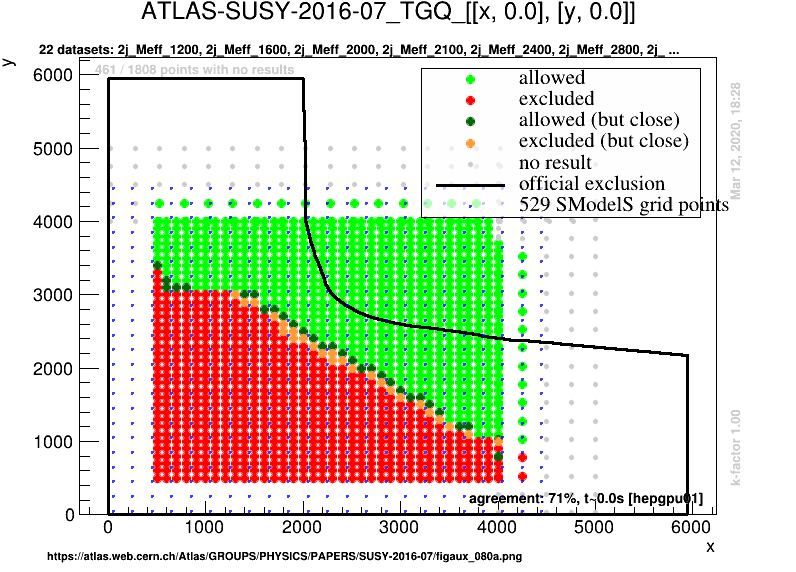 ATLAS-SUSY-2016-07_TGQ_[[x, 0.0], [y, 0.0]]
22 datasets: 2j_Meff_1200, 2j_Meff_1600, 2j_Meff_2000, 2j_Meff_2100, 2j_Meff_2400, 2j_Meff_2800, 2j_ ...
y
461 / 1808 points with no results
allowed
excluded
allowed (but close)
excluded (but close)
no result
official exclusion
529 SModelS grid points
Mar 12, 2020, 18:28
k-factor 1.00
6000
5000
4000
3000
2000
1000
0
agreement: 71%, t~0.0s [hepgpu01]
0 1000 2000 3000 4000 5000 6000
x
https://atlas.web.cern.ch/Atlas/GROUPS/PHYSICS/PAPERS/SUSY-2016-07/figaux_080a.png